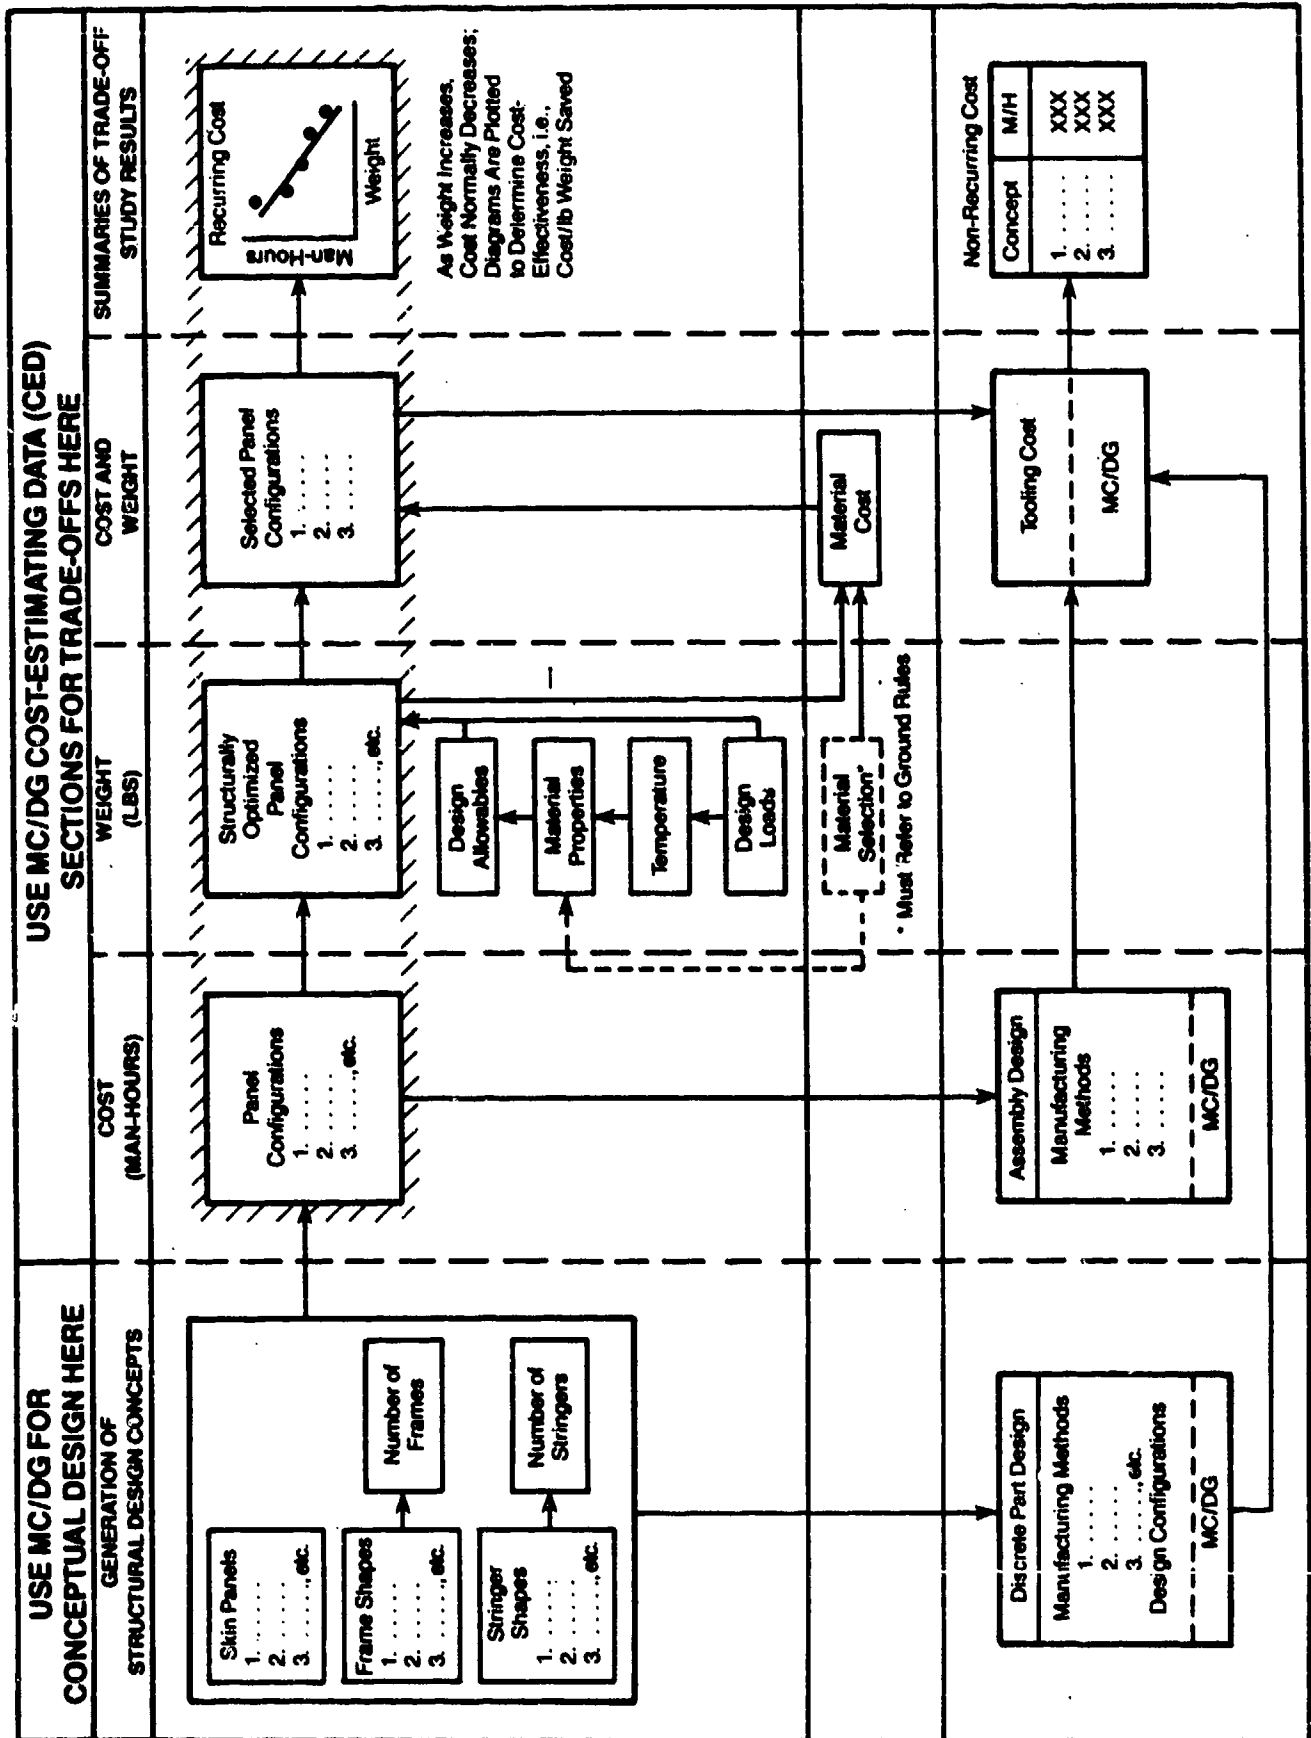 USE MC/DG FOR
CONCEPTUAL DESIGN HERE
USE MC/DG COST-ESTIMATING DATA (CED)
SECTIONS FOR TRADE-OFFS HERE
GENERATION OF
STRUCTURAL DESIGN CONCEPTS
COST
(MAN-HOURS)
WEIGHT
(LBS)
COST AND
WEIGHT
SUMMARIES OF TRADE-OFF
STUDY RESULTS
Skin Panels
1. ......
2. ......
3. ......, etc.
Frame Shapes
1. ......
2. ......
3. ......, etc.
Number of
Frames
Stringer
Shapes
1. ......
2. ......
3. ......, etc.
Number of
Stringers
Panel
Configurations
1. ......
2. ......
3. ......, etc.
Structurally
Optimized
Panel
Configurations
1. ......
2. ......
3. ......, etc.
Design
Allowables
Material
Properties
Temperature
Design
Loads
Selected Panel
Configurations
1. ......
2. ......
3. ......
Recurring Cost
Man-Hours
Weight
As Weight Increases,
Cost Normally Decreases;
Diagrams Are Plotted
to Determine Cost-
Effectiveness, i.e.,
Cost/lb Weight Saved
Material
Selection*
* Must Refer to Ground Rules
Material
Cost
Discrete Part Design
Manufacturing Methods
1. ......
2. ......
3. ......, etc.
Design Configurations
MC/DG
Assembly Design
Manufacturing
Methods
1. ......
2. ......
3. ......
MC/DG
Tooling Cost
MC/DG
Non-Recurring Cost
Concept M/H
1. ...... XXX
2. ...... XXX
3. ...... XXX